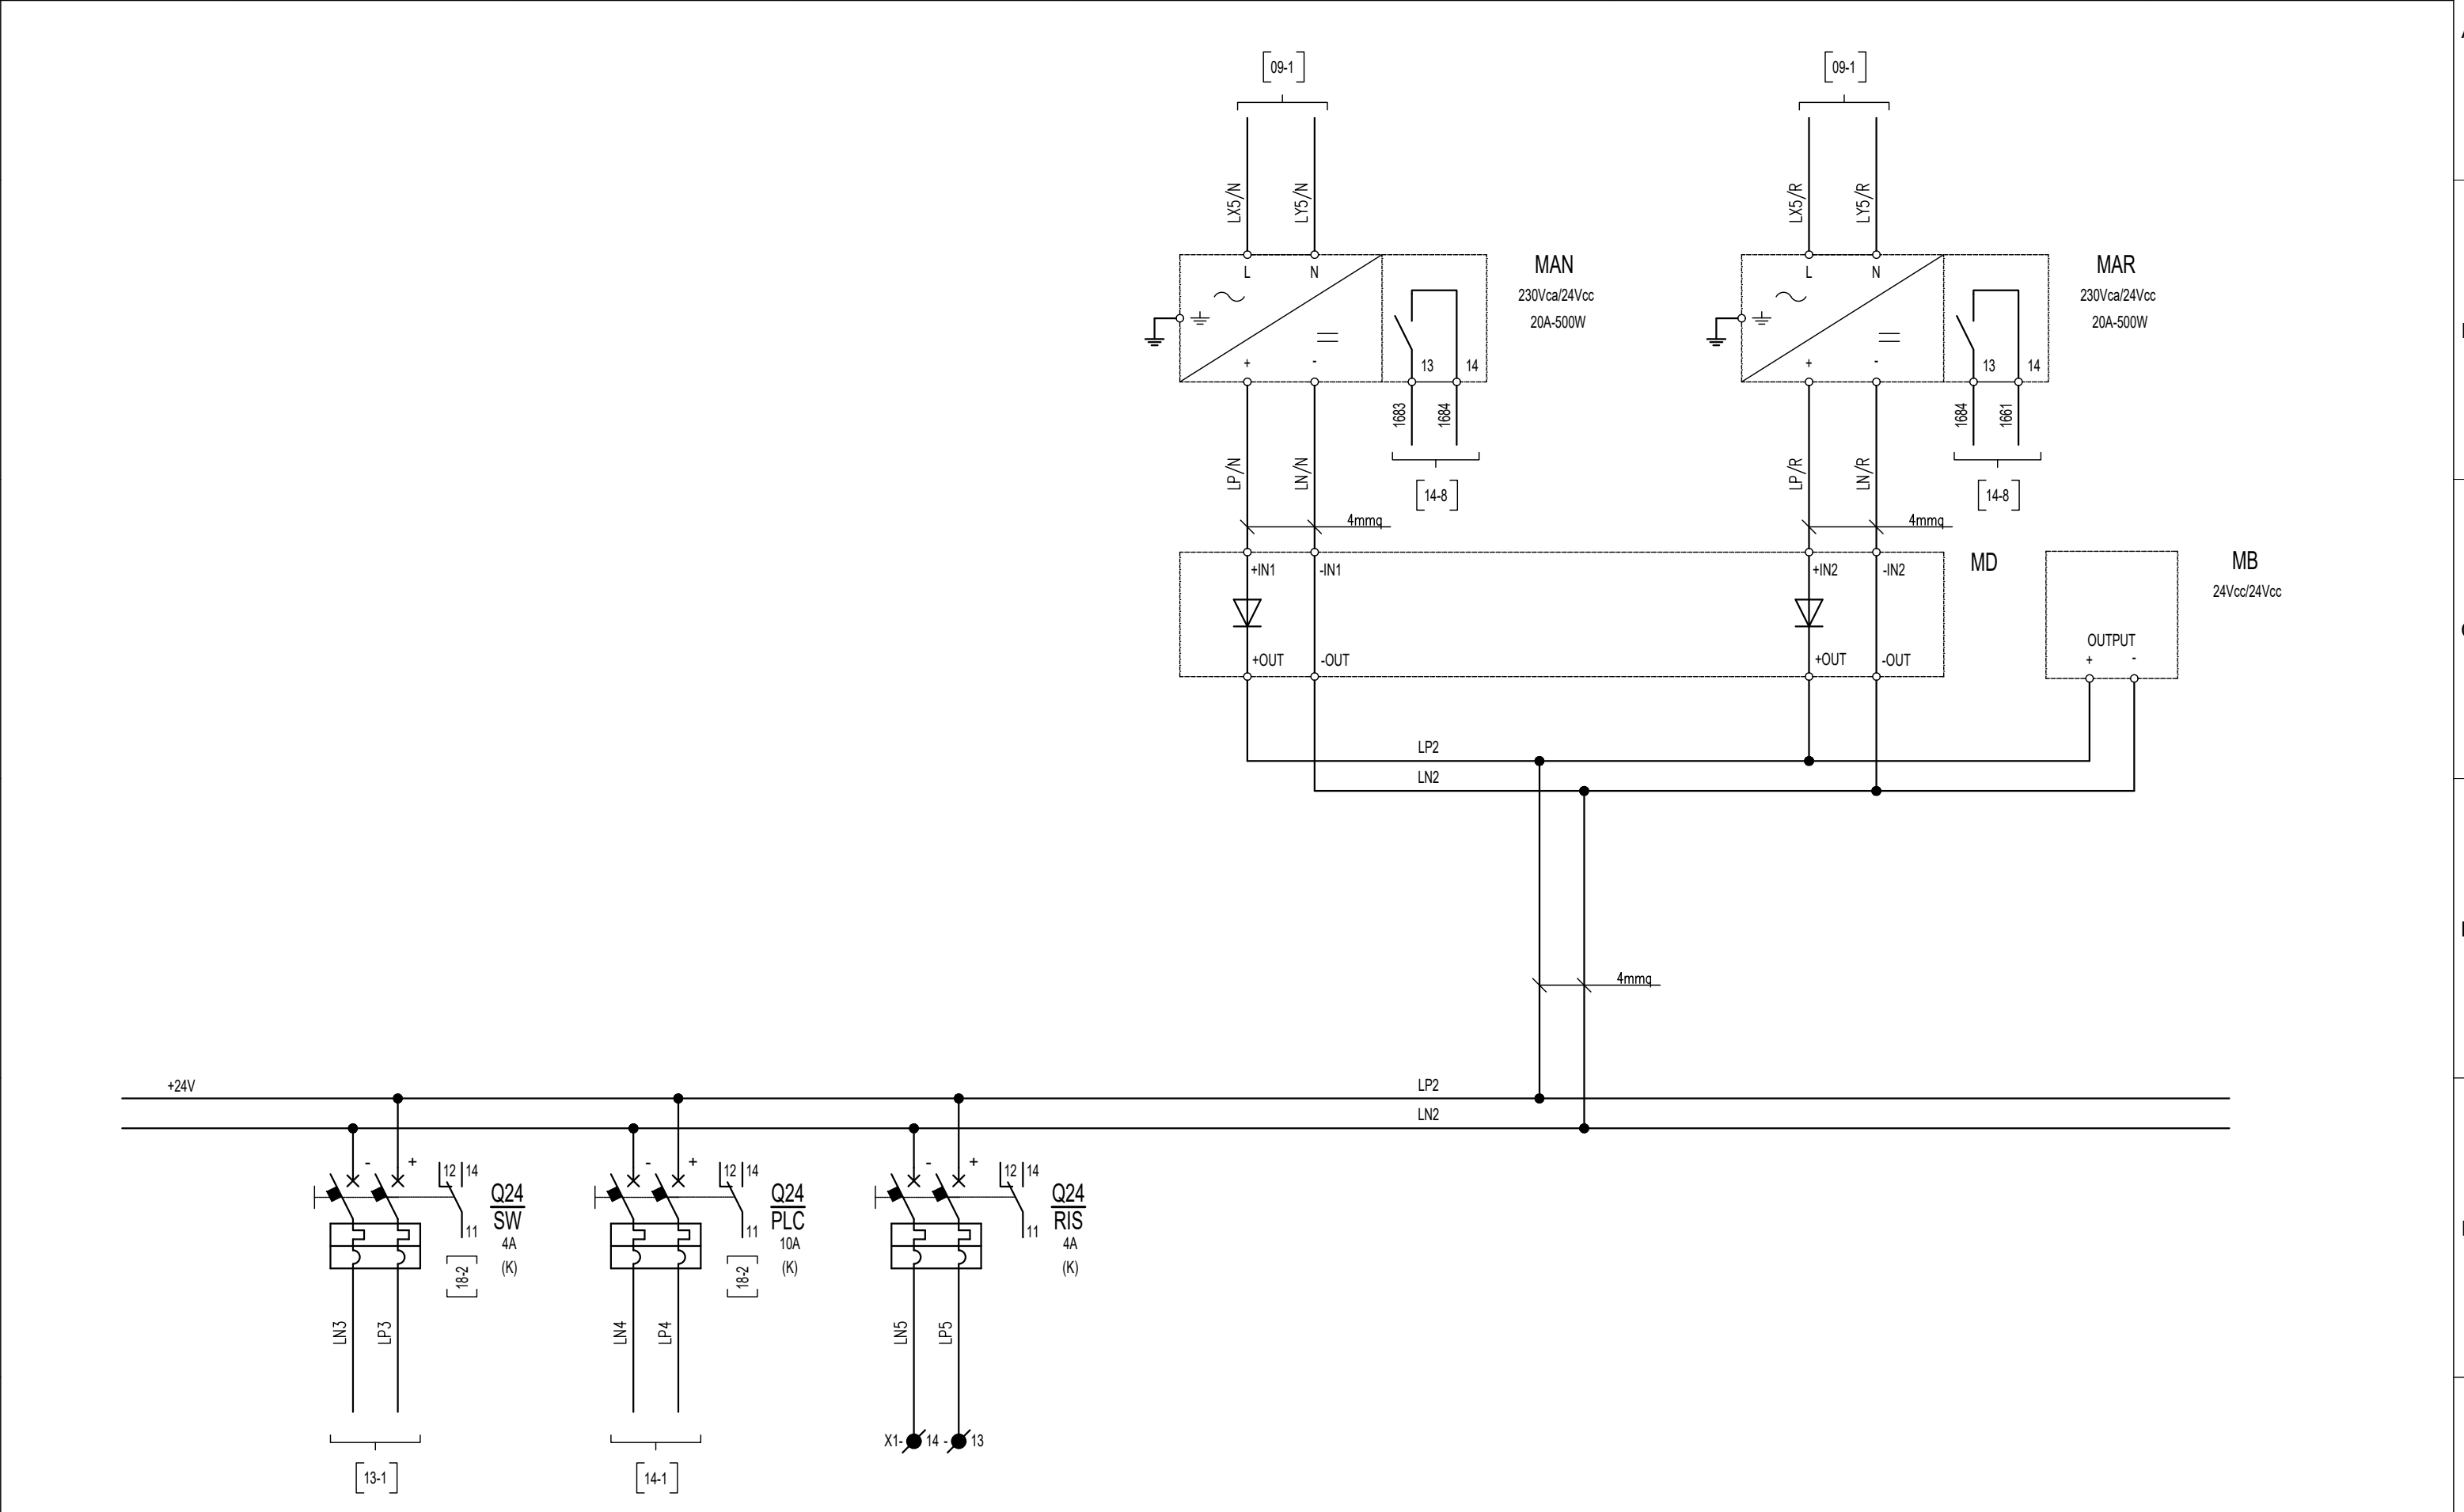 09-1
09-1
LX5/N
LY5/N
LX5/R
LY5/R
L
N
MAN
230Vca/24Vcc
20A-500W
+
-
13
14
L
N
MAR
230Vca/24Vcc
20A-500W
+
-
13
14
1683
1684
1684
1661
LP/N
LN/N
LP/R
LN/R
14-8
14-8
4mmq
4mmq
+IN1
-IN1
+IN2
-IN2
MD
MB
24Vcc/24Vcc
+OUT
-OUT
+OUT
-OUT
OUTPUT
+
-
LP2
LN2
4mmq
+24V
LP2
LN2
-
+
12
14
11
Q24
SW
4A
(K)
18-2
-
+
12
14
11
Q24
PLC
10A
(K)
18-2
-
+
12
14
11
Q24
RIS
4A
(K)
LN3
LP3
LN4
LP4
LN5
LP5
X1-
14
-
13
13-1
14-1